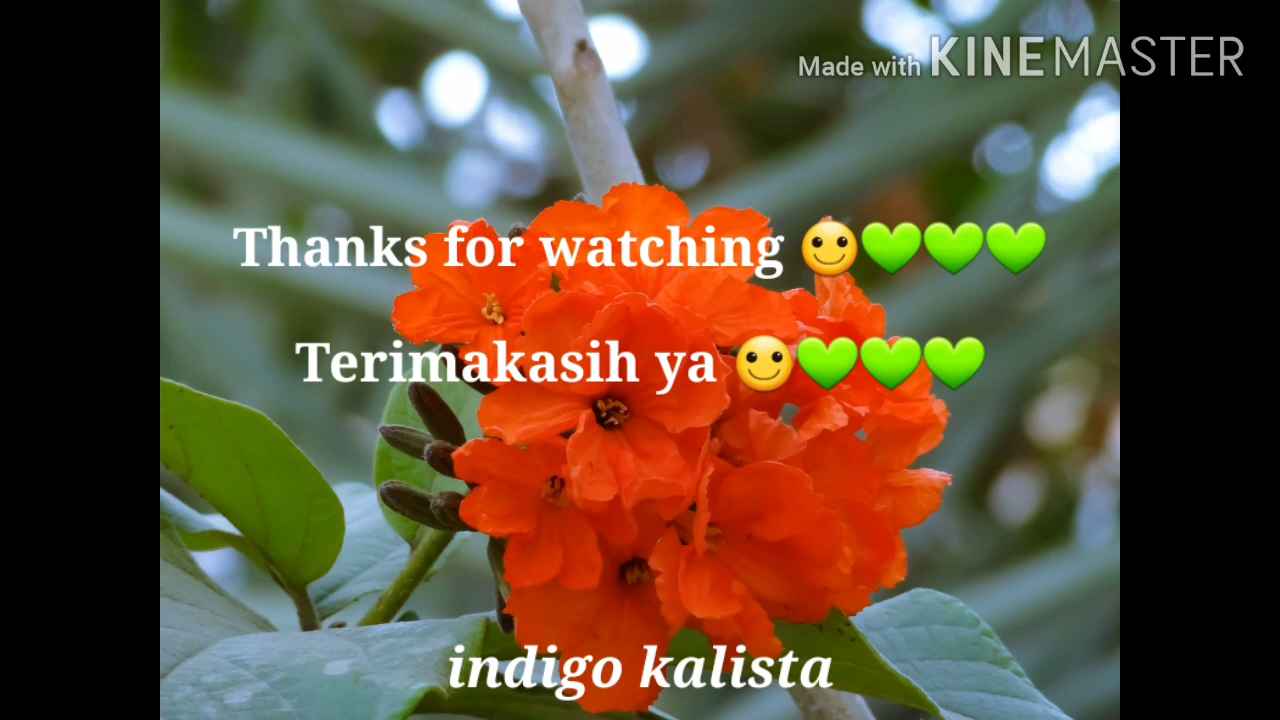 Made with KINEMASTER
Thanks for watching 🙂💚💚💚
Terimakasih ya 🙂💚💚💚
indigo kalista